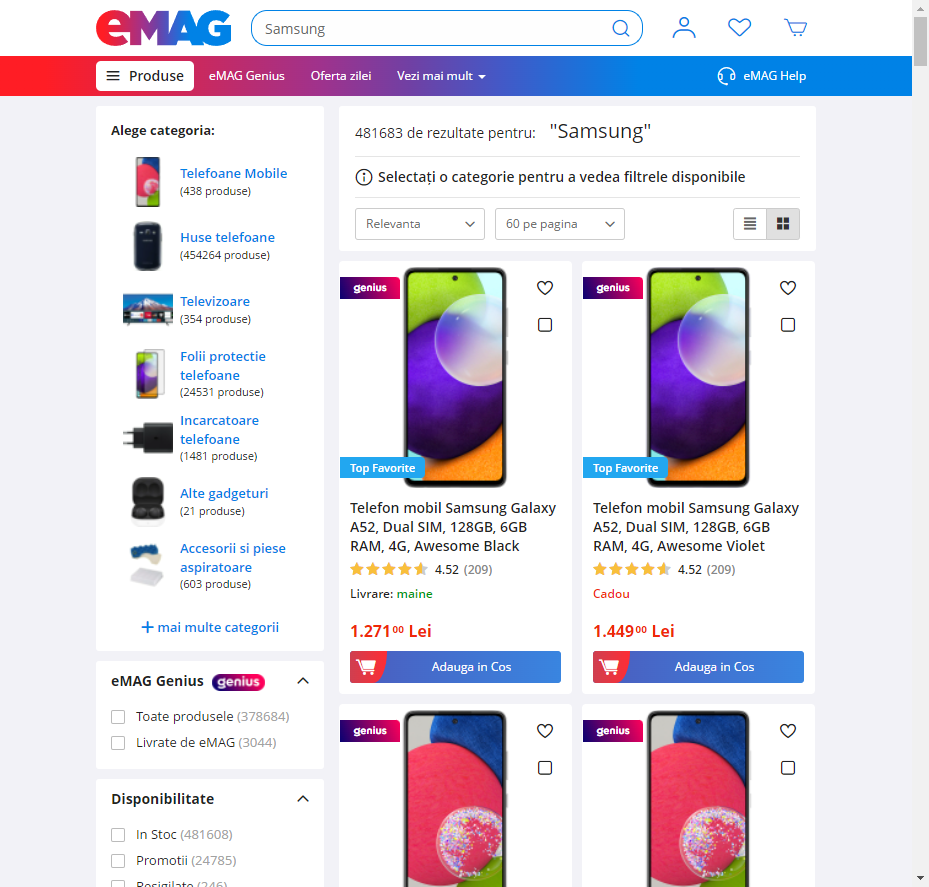 eMAG
Samsung
Produse
eMAG Genius
Oferta zilei
Vezi mai mult
eMAG Help
Alege categoria:
Telefoane Mobile
(438 produse)
Huse telefoane
(454264 produse)
Televizoare
(354 produse)
Folii protectie
telefoane
(24531 produse)
Incarcatoare
telefoane
(1481 produse)
Alte gadgeturi
(21 produse)
Accesorii si piese
aspiratoare
(603 produse)
+ mai multe categorii
eMAG Genius genius
Toate produsele (378684)
Livrate de eMAG (3044)
Disponibilitate
In Stoc (481608)
Promotii (24785)
Resigilate (246)
481683 de rezultate pentru: "Samsung"
Selectați o categorie pentru a vedea filtrele disponibile
Relevanta
60 pe pagina
genius
Top Favorite
Telefon mobil Samsung Galaxy
A52, Dual SIM, 128GB, 6GB
RAM, 4G, Awesome Black
4.52 (209)
Livrare: maine
1.271⁰⁰ Lei
Adauga in Cos
genius
Top Favorite
Telefon mobil Samsung Galaxy
A52, Dual SIM, 128GB, 6GB
RAM, 4G, Awesome Violet
4.52 (209)
Cadou
1.449⁰⁰ Lei
Adauga in Cos
genius
genius